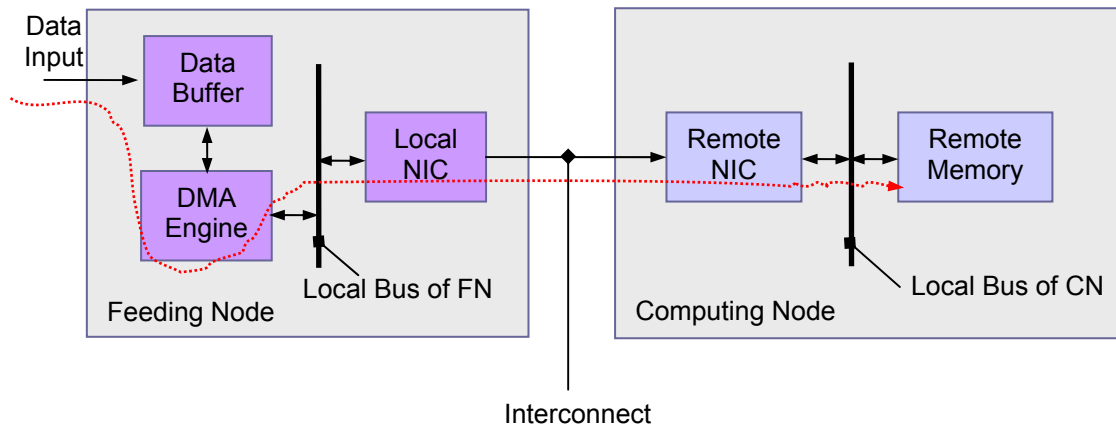 Data
Input
Data
Buffer
DMA
Engine
Local
NIC
Local Bus of FN
Feeding Node
Remote
NIC
Remote
Memory
Local Bus of CN
Computing Node
Interconnect